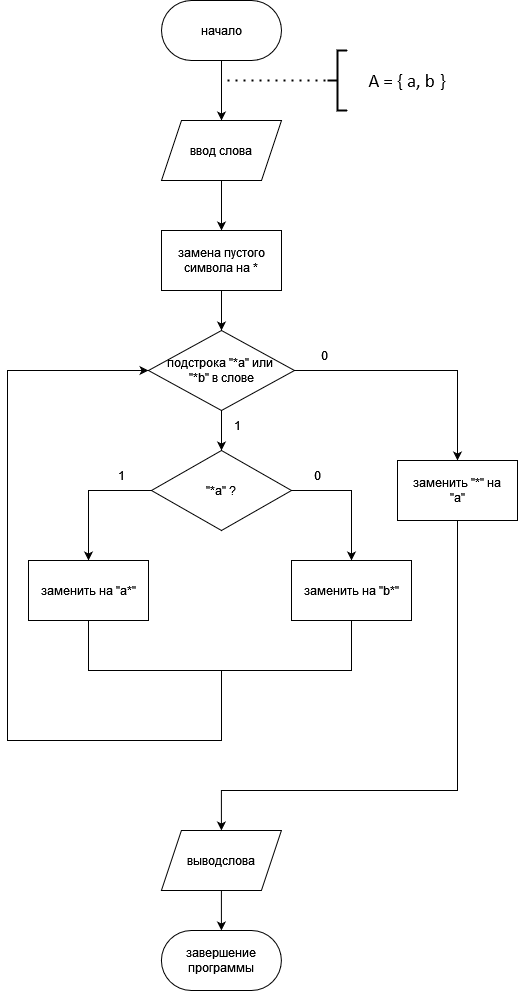 начало
A = { a, b }
ввод слова
замена пустого
символа на *
подстрока "*a" или
"*b" в слове
0
1
"*a" ?
1
0
заменить "*" на
"a"
заменить на "a*"
заменить на "b*"
выводслова
завершение
программы